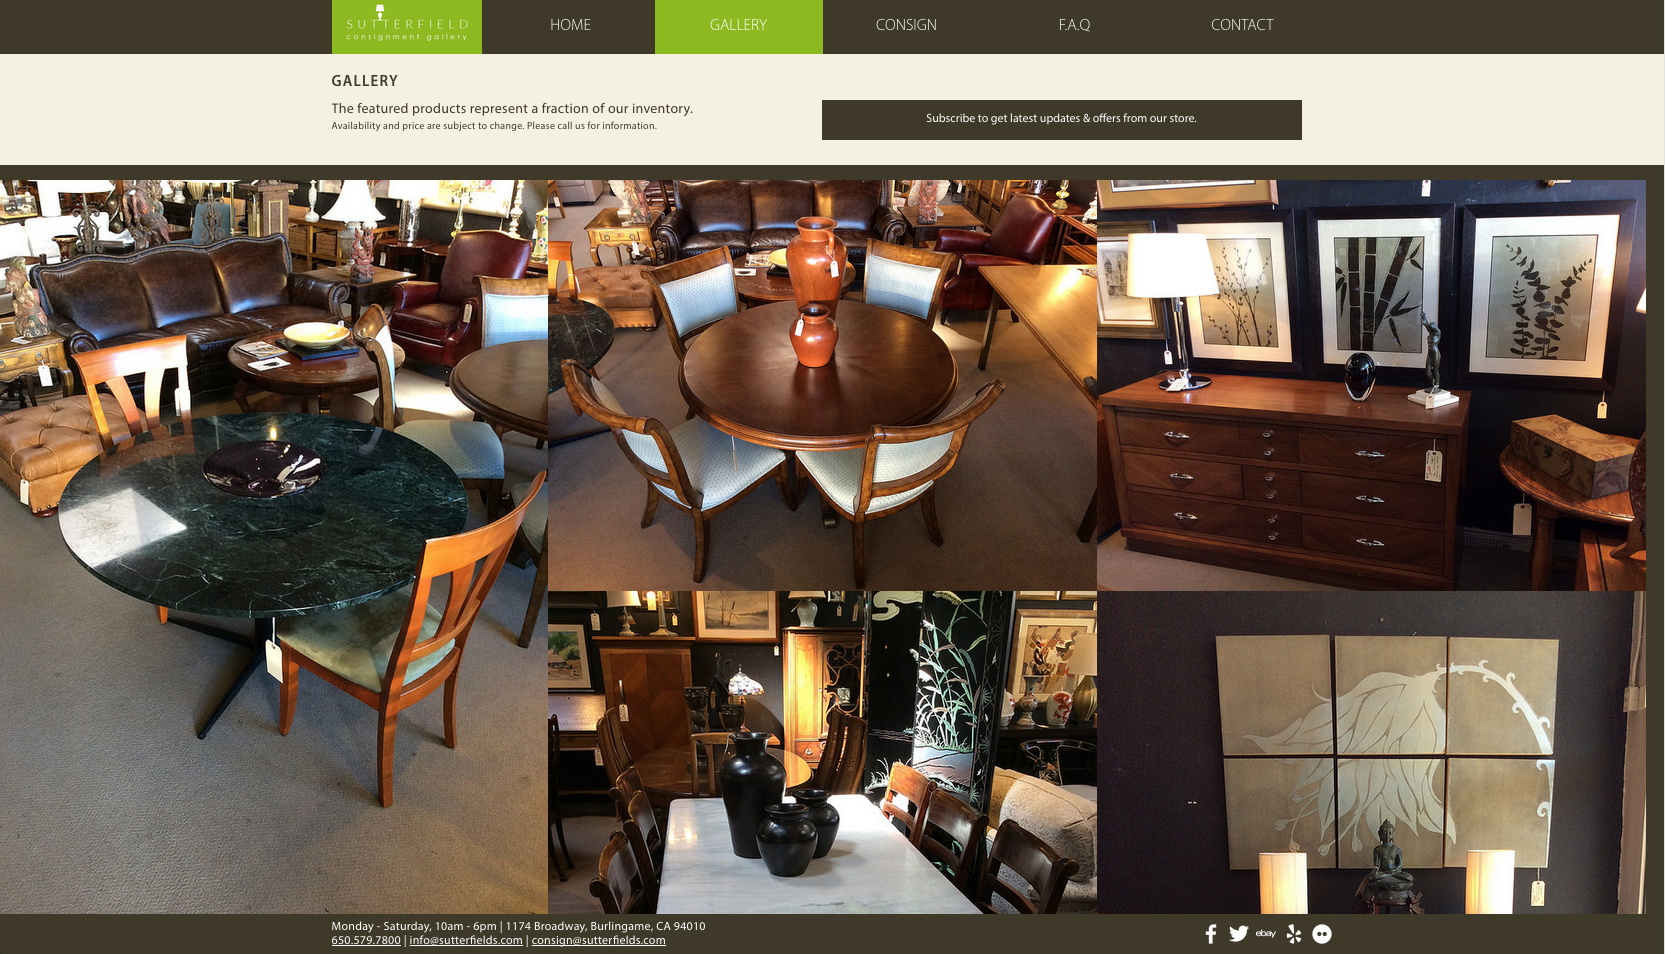 SUTTERFIELD
consignment gallery
HOME
GALLERY
CONSIGN
F.A.Q
CONTACT
GALLERY
The featured products represent a fraction of our inventory.
Availability and price are subject to change. Please call us for information.
Subscribe to get latest updates & offers from our store.
Monday - Saturday, 10am - 6pm | 1174 Broadway, Burlingame, CA 94010
650.579.7800 | info@sutterfields.com | consign@sutterfields.com
ebay